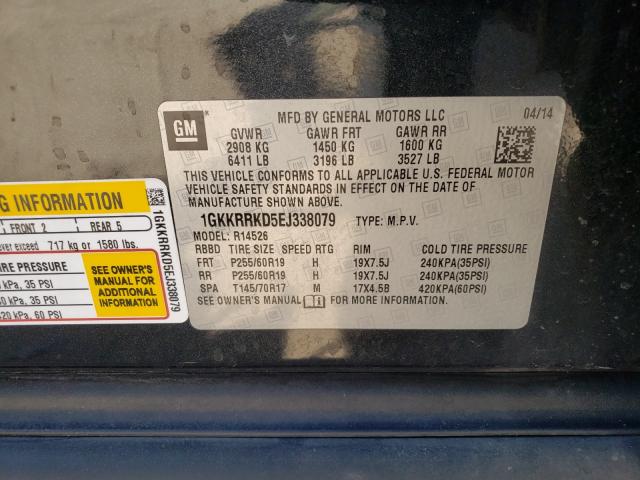 MFD BY GENERAL MOTORS LLC 04/14
GM
GVWR GAWR FRT GAWR RR
2908 KG 1450 KG 1600 KG
6411 LB 3196 LB 3527 LB
THIS VEHICLE CONFORMS TO ALL APPLICABLE U.S. FEDERAL MOTOR
VEHICLE SAFETY STANDARDS IN EFFECT ON THE DATE OF
MANUFACTURE SHOWN ABOVE.
1GKKRRKD5EJ338079 TYPE: M.P.V.
MODEL: R14526
RBBD TIRE SIZE SPEED RTG RIM COLD TIRE PRESSURE
FRT P255/60R19 H 19X7.5J 240KPA(35PSI)
RR P255/60R19 H 19X7.5J 240KPA(35PSI)
SPA T145/70R17 M 17X4.5B 420KPA(60PSI)
SEE OWNER'S MANUAL FOR MORE INFORMATION.
INFORMATION
FRONT 2 REAR 5
exceed 717 kg or 1580 lbs.
RE PRESSURE
kPa, 35 PSI
kPa, 35 PSI
420 kPa, 60 PSI
SEE OWNER'S
MANUAL FOR
ADDITIONAL
INFORMATION
1GKKRRKD5EJ338079